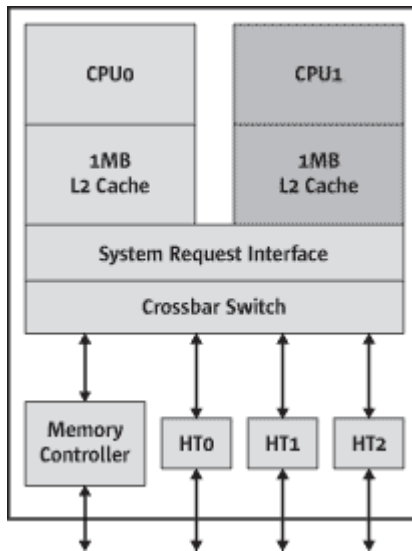 CPU0
CPU1
1MB
L2 Cache
1MB
L2 Cache
System Request Interface
Crossbar Switch
Memory
Controller
HT0
HT1
HT2